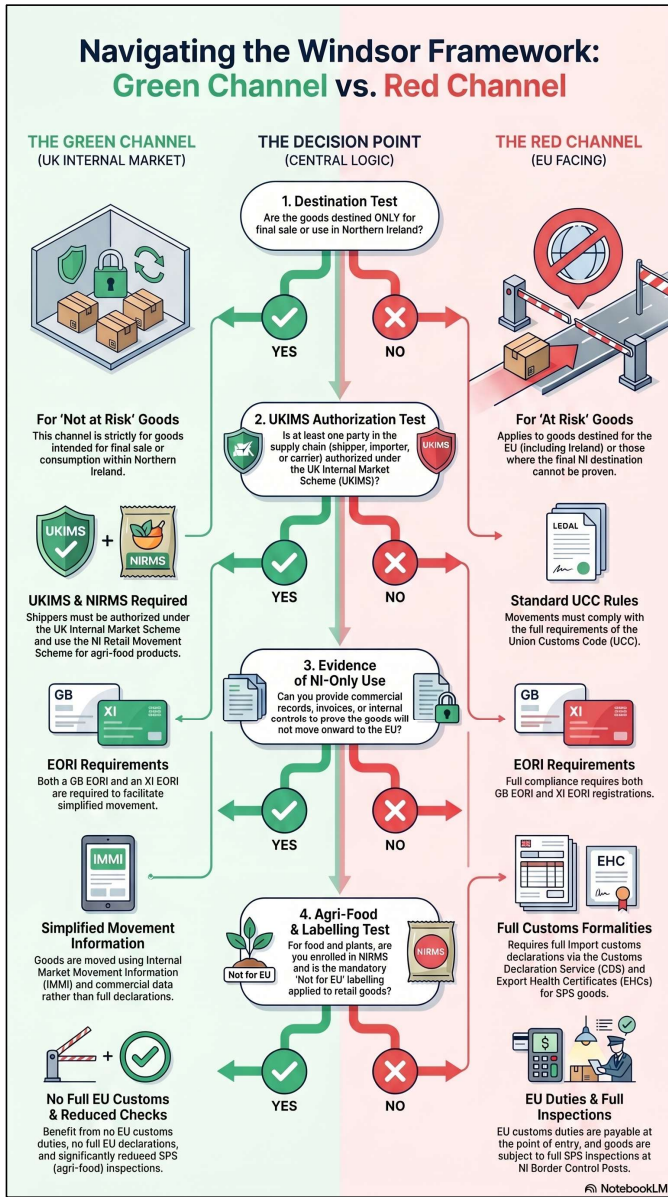 Navigating the Windsor Framework:
Green Channel vs. Red Channel
THE GREEN CHANNEL
(UK INTERNAL MARKET)
THE DECISION POINT
(CENTRAL LOGIC)
THE RED CHANNEL
(EU FACING)
1. Destination Test
Are the goods destined ONLY for
final sale or use in Northern Ireland?
YES
NO
For 'Not at Risk' Goods
This channel is strictly for goods
intended for final sale or
consumption within Northern
Ireland.
2. UKIMS Authorization Test
Is at least one party in the
supply chain (shipper, importer,
or carrier) authorized under
the UK Internal Market
Scheme (UKIMS)?
UKIMS
For 'At Risk' Goods
Applies to goods destined for the
EU (including Ireland) or those
where the final NI destination
cannot be proven.
UKIMS
+
NIRMS
YES
NO
LEDAL
UKIMS & NIRMS Required
Shippers must be authorized under
the UK Internal Market Scheme
and use the NI Retail Movement
Scheme for agri-food products.
Standard UCC Rules
Movements must comply with
the full requirements of the
Union Customs Code (UCC).
3. Evidence
of NI-Only Use
Can you provide commercial
records, invoices, or internal
controls to prove the goods will
not move onward to the EU?
GB
XI
GB
XI
EORI Requirements
Both a GB EORI and an XI EORI
are required to facilitate
simplified movement.
EORI Requirements
Full compliance requires both
GB EORI and XI EORI registrations.
YES
NO
IMMI
EHC
Simplified Movement
Information
Goods are moved using Internal
Market Movement Information
(IMMI) and commercial data
rather than full declarations.
4. Agri-Food
& Labelling Test
For food and plants, are you
enrolled in NIRMS
and is the mandatory
'Not for EU' labelling
applied to retail goods?
Not for EU
NIRMS
Full Customs Formalities
Requires full Import customs
declarations via the Customs
Declaration Service (CDS) and
Export Health Certificates (EHCs)
for SPS goods.
+
YES
NO
$
No Full EU Customs
& Reduced Checks
Benefit from no EU customs
duties, no full EU declarations,
and significantly redueed SPS
(agri-food) inspections.
EU Duties & Full
Inspections
EU customs duties are payable at
the point of entry, and goods are
subject to full SPS Inspections at
NI Border Control Posts.
NotebookLM